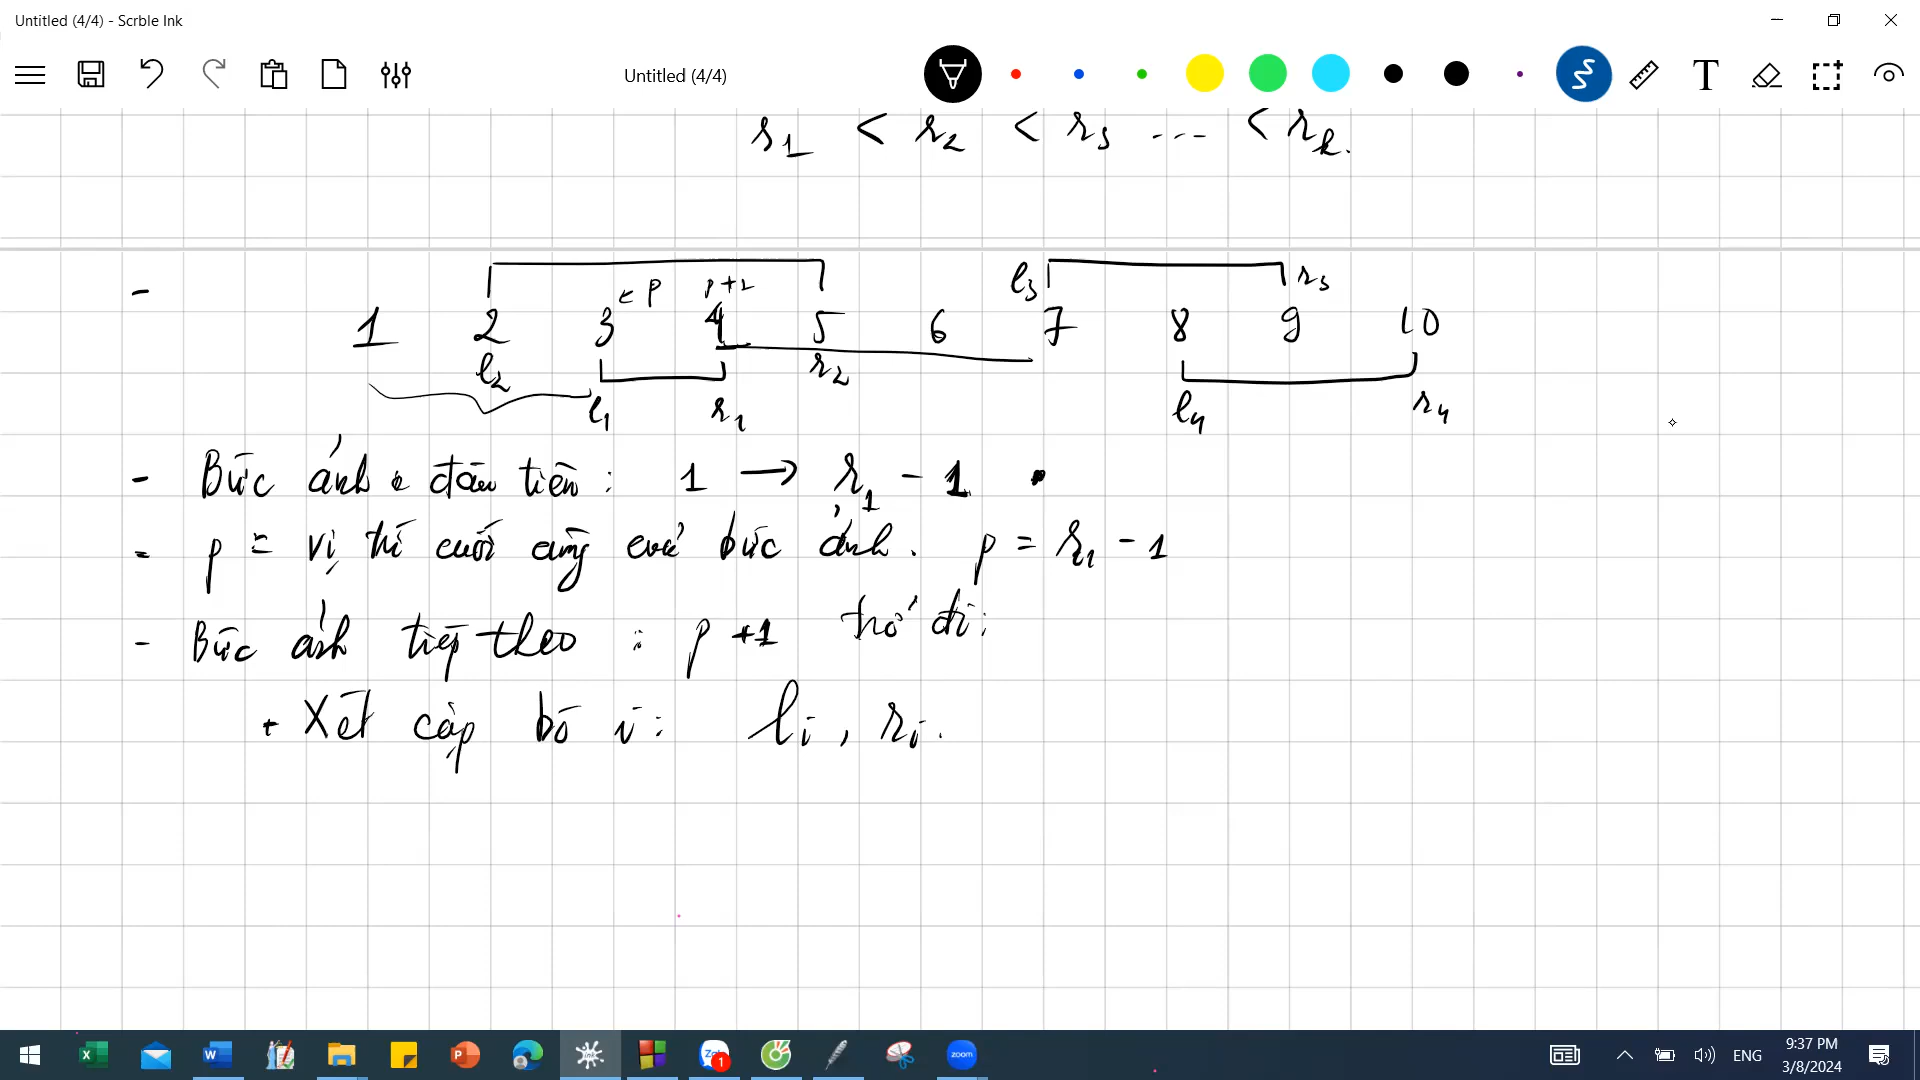 Untitled (4/4) - Scrble Ink
Untitled (4/4)
T
r1 < r2 < r3 ... < rk.
l3 r3
- ← p p+1
1 2 3 4 5 6 7 8 9 10
l2 r2
l1 r1 l4 r4
- Bức ảnh đầu tiên : 1 → r1 - 1
- p = vị trí cuối cùng của bức ảnh. p = r1 - 1
- Bức ảnh tiếp theo : p+1 trở đi:
+ Xét cặp bò i: li, ri.
1
zoom
ENG
9:37 PM
3/8/2024